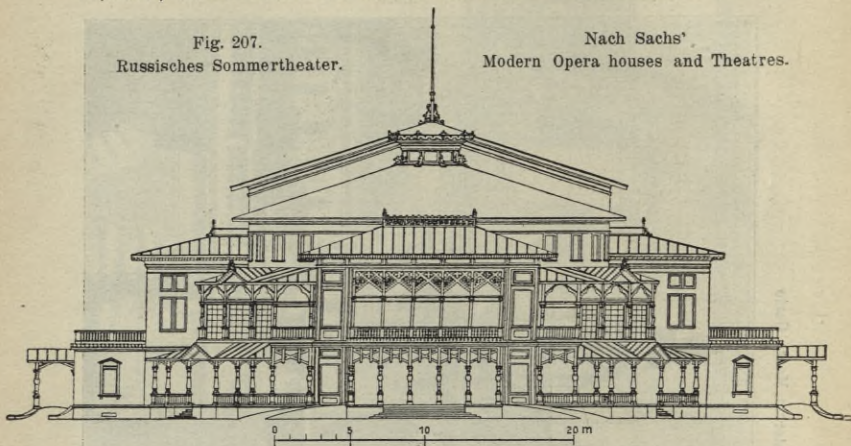 Fig. 207.
Russisches Sommertheater.
Nach Sachs'
Modern Opera houses and Theatres.
0 5 10 20 m